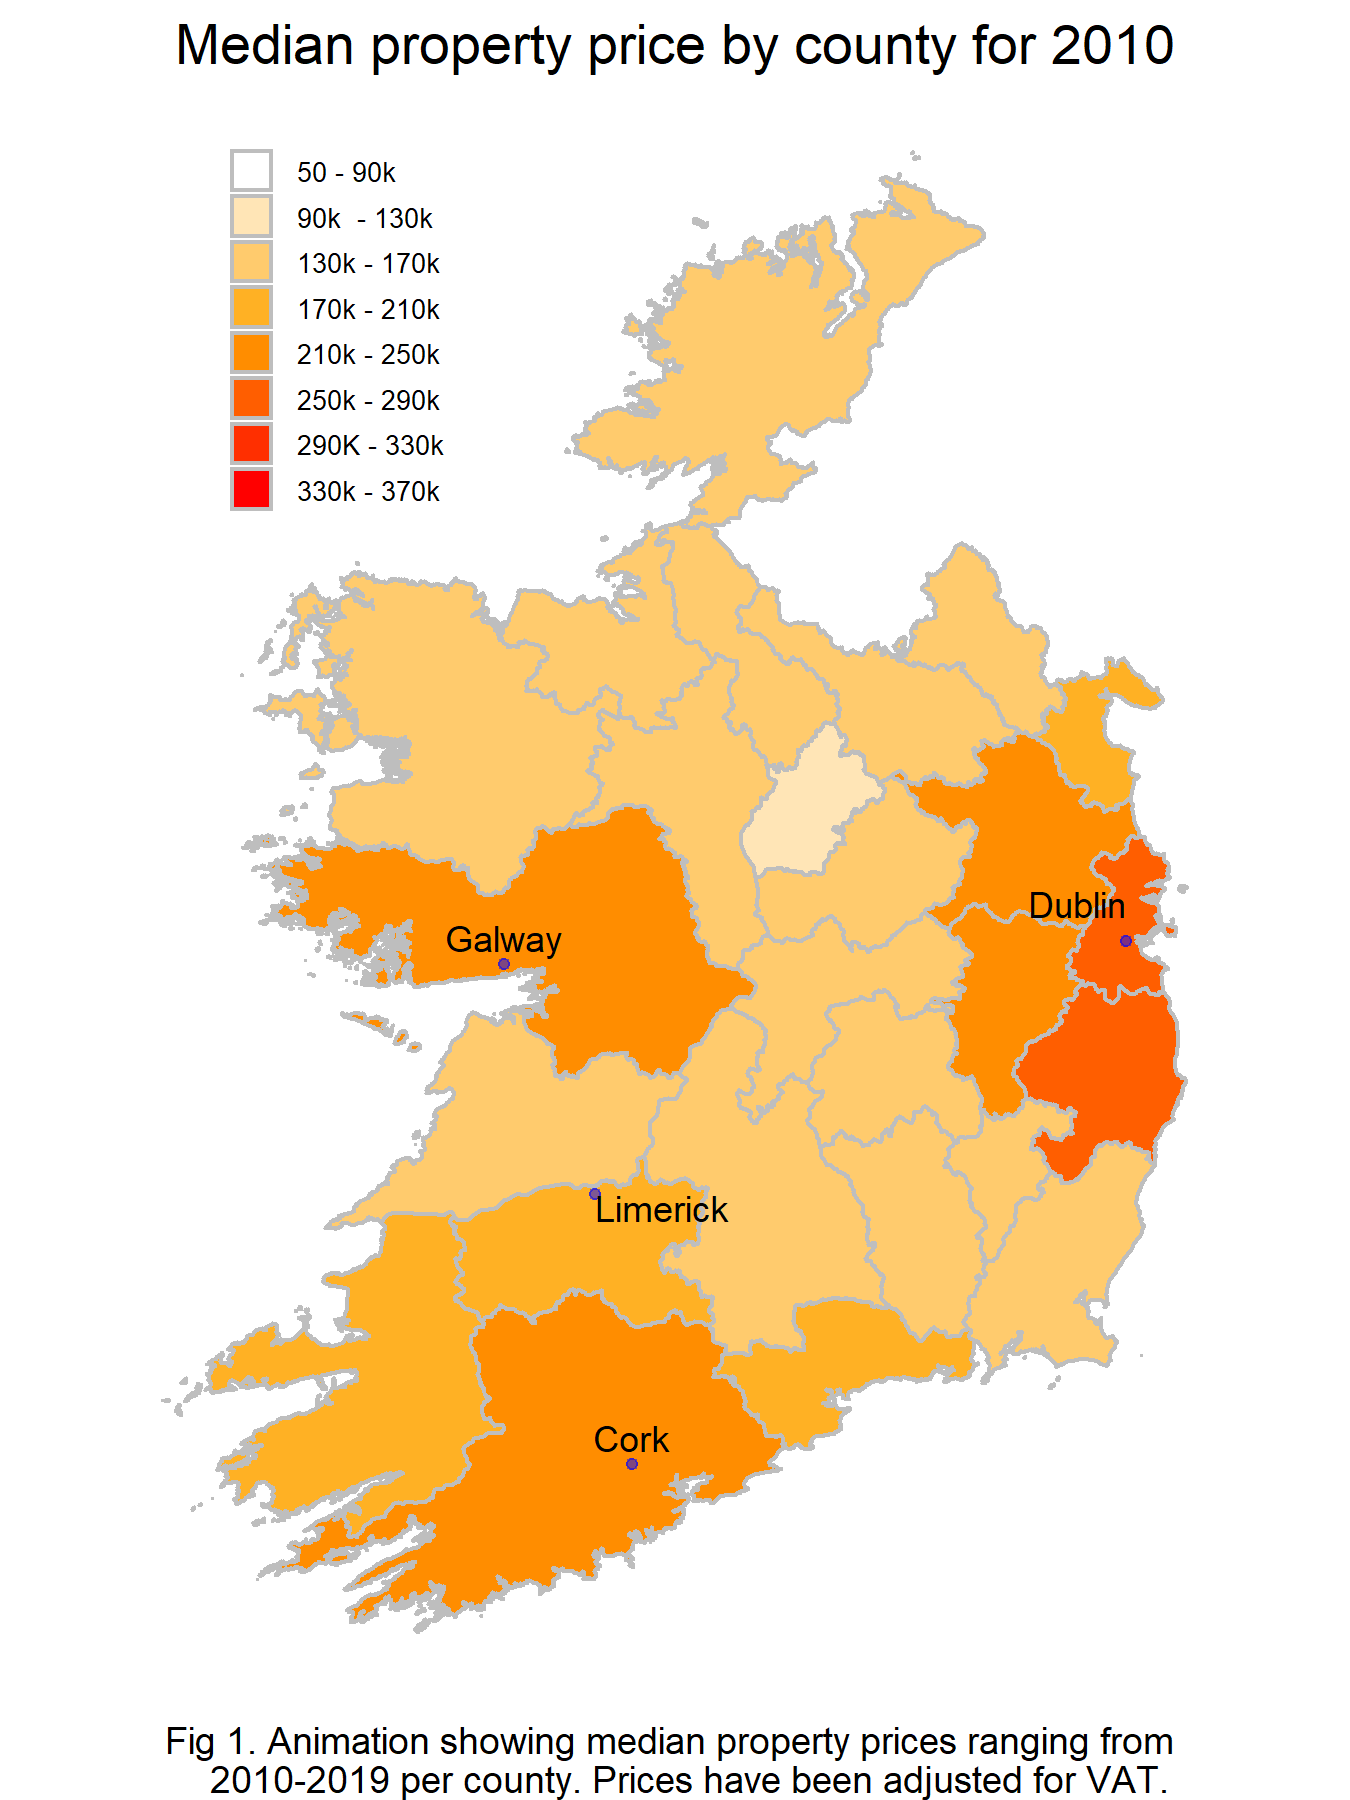 Median property price by county for 2010
50 - 90k
90k  - 130k
130k - 170k
170k - 210k
210k - 250k
250k - 290k
290K - 330k
330k - 370k
Dublin
Galway
Limerick
Cork
Fig 1. Animation showing median property prices ranging from
2010-2019 per county. Prices have been adjusted for VAT.